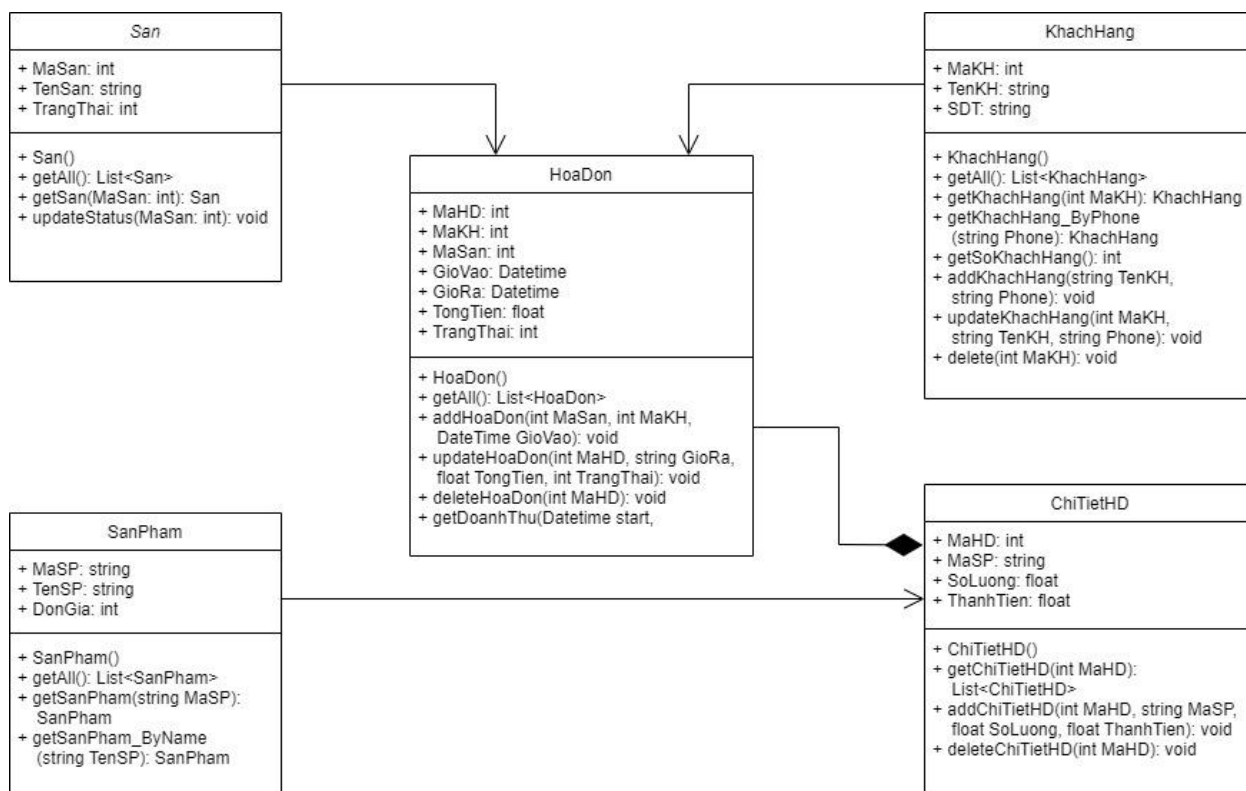 San
+ MaSan: int
+ TenSan: string
+ TrangThai: int
+ San()
+ getAll(): List<San>
+ getSan(MaSan: int): San
+ updateStatus(MaSan: int): void
KhachHang
+ MaKH: int
+ TenKH: string
+ SDT: string
+ KhachHang()
+ getAll(): List<KhachHang>
+ getKhachHang(int MaKH): KhachHang
+ getKhachHang_ByPhone
(string Phone): KhachHang
+ getSoKhachHang(): int
+ addKhachHang(string TenKH,
string Phone): void
+ updateKhachHang(int MaKH,
string TenKH, string Phone): void
+ delete(int MaKH): void
HoaDon
+ MaHD: int
+ MaKH: int
+ MaSan: int
+ GioVao: Datetime
+ GioRa: Datetime
+ TongTien: float
+ TrangThai: int
+ HoaDon()
+ getAll(): List<HoaDon>
+ addHoaDon(int MaSan, int MaKH,
DateTime GioVao): void
+ updateHoaDon(int MaHD, string GioRa,
float TongTien, int TrangThai): void
+ deleteHoaDon(int MaHD): void
+ getDoanhThu(Datetime start,
SanPham
+ MaSP: string
+ TenSP: string
+ DonGia: int
+ SanPham()
+ getAll(): List<SanPham>
+ getSanPham(string MaSP):
SanPham
+ getSanPham_ByName
(string TenSP): SanPham
ChiTietHD
+ MaHD: int
+ MaSP: string
+ SoLuong: float
+ ThanhTien: float
+ ChiTietHD()
+ getChiTietHD(int MaHD):
List<ChiTietHD>
+ addChiTietHD(int MaHD, string MaSP,
float SoLuong, float ThanhTien): void
+ deleteChiTietHD(int MaHD): void